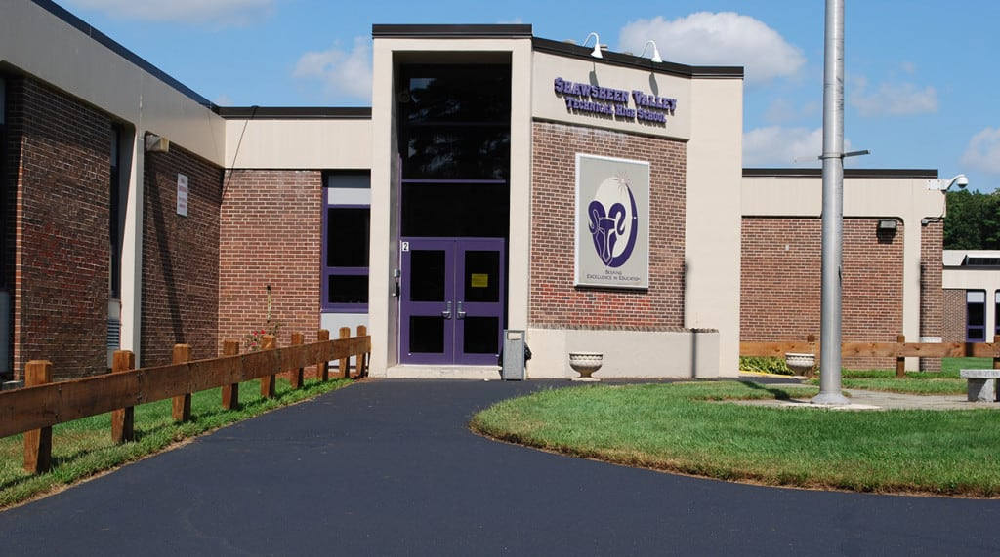 Shawsheen Valley
Technical High School
Seeking
Excellence in Education
2